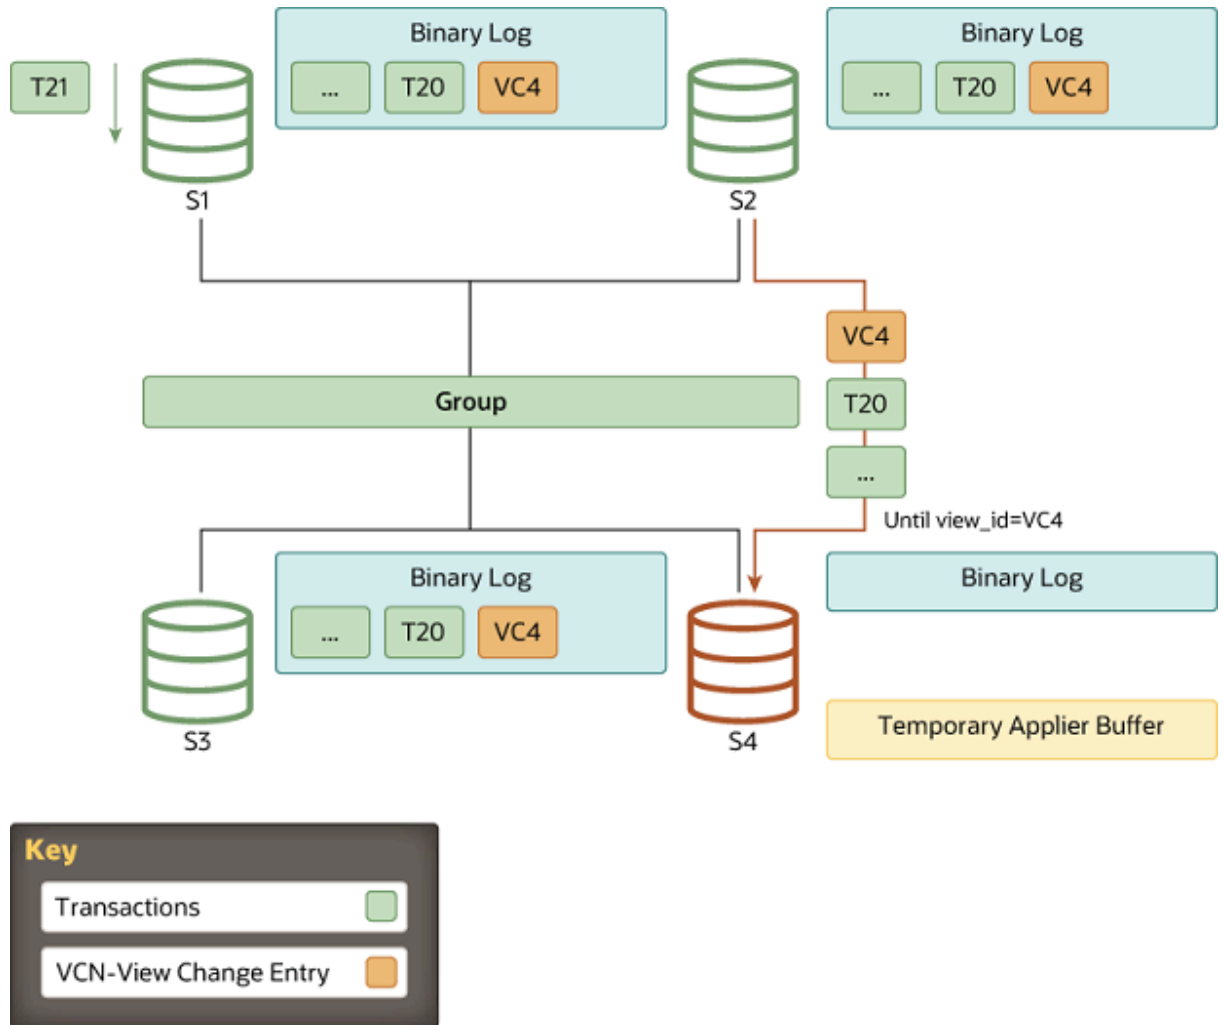 Binary Log
Binary Log
T21
... T20 VC4
... T20 VC4
S1
S2
VC4
Group
T20
...
Until view_id=VC4
Binary Log
Binary Log
... T20 VC4
S3
S4
Temporary Applier Buffer
Key
Transactions
VCN-View Change Entry